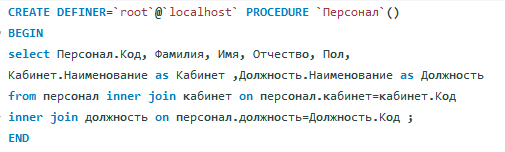 CREATE DEFINER=`root`@`localhost` PROCEDURE `Персонал`()
BEGIN
select Персонал.Код, Фамилия, Имя, Отчество, Пол,
Кабинет.Наименование as Кабинет ,Должность.Наименование as Должность
from персонал inner join кабинет on персонал.кабинет=кабинет.Код
inner join должность on персонал.должность=Должность.Код ;
END